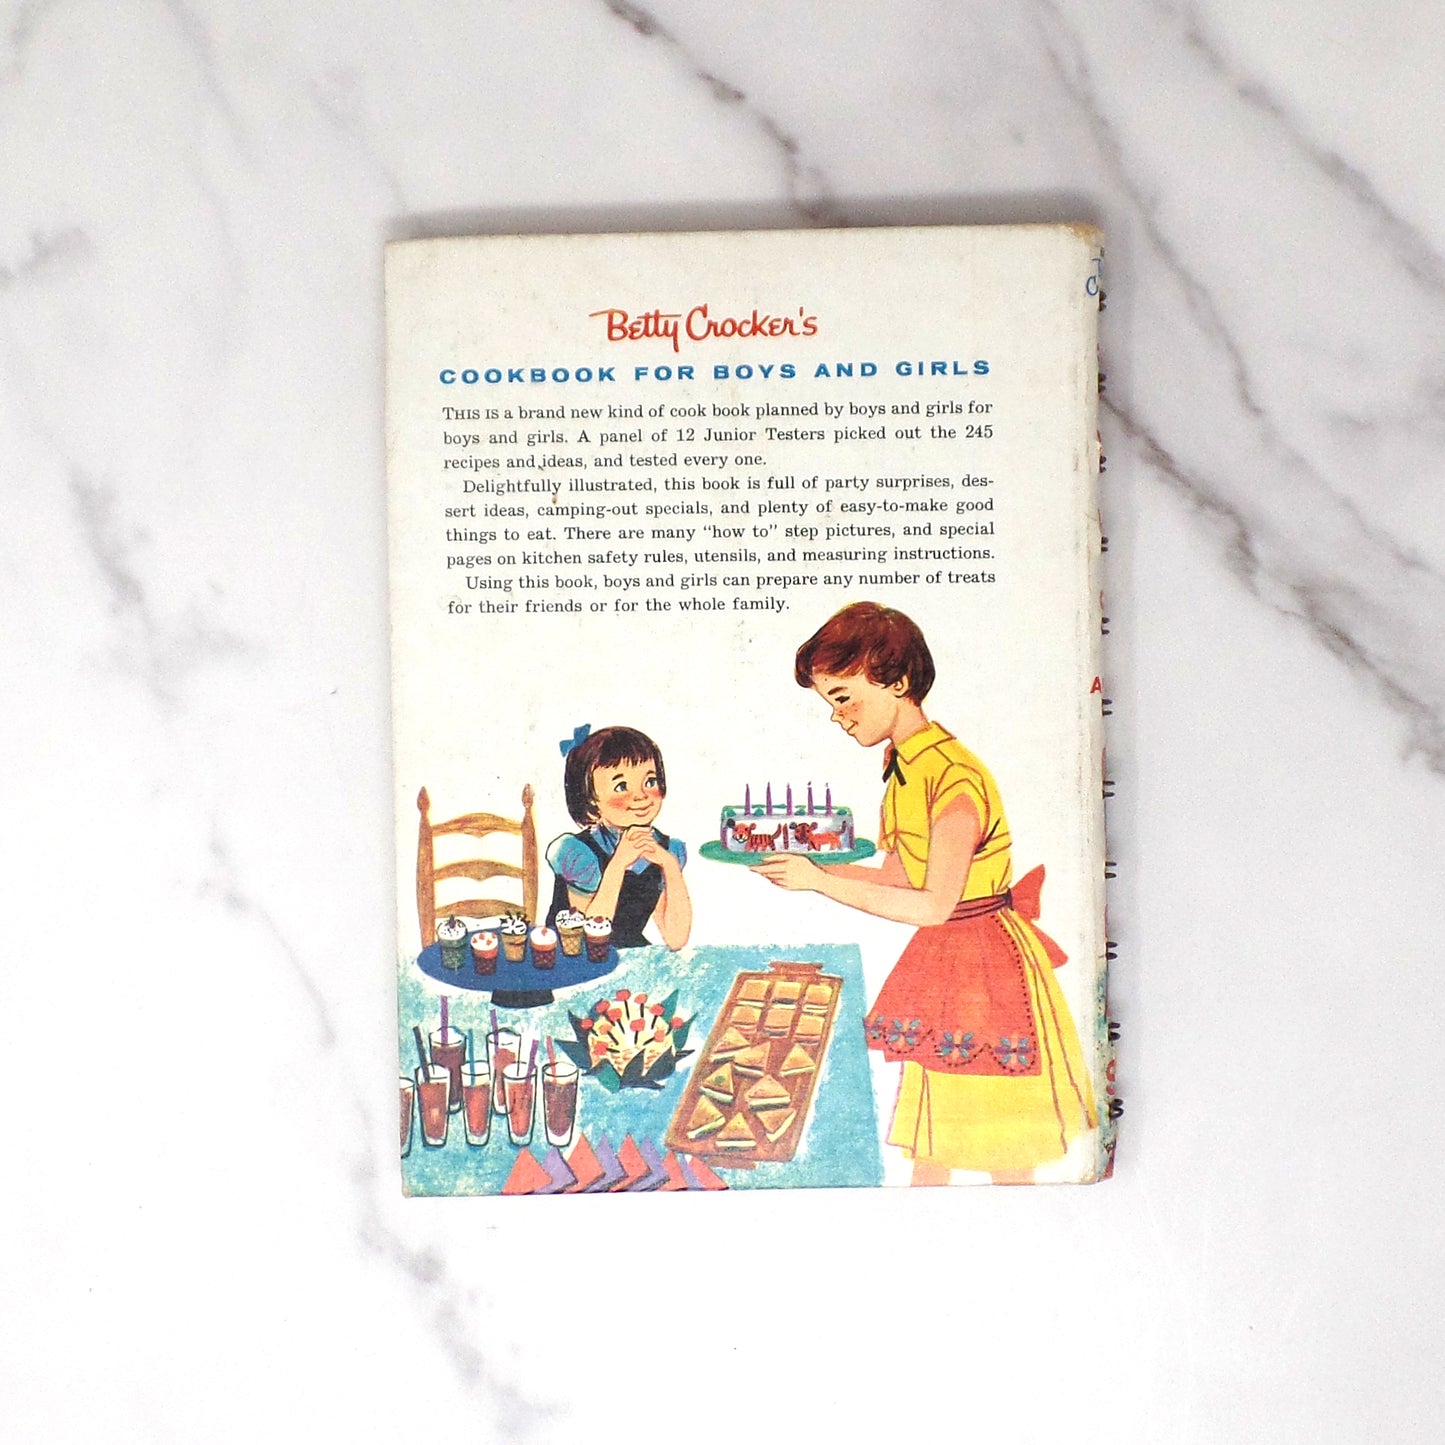 Betty Crocker's
COOKBOOK FOR BOYS AND GIRLS
THIS IS a brand new kind of cook book planned by boys and girls for
boys and girls. A panel of 12 Junior Testers picked out the 245
recipes and ideas, and tested every one.
Delightfully illustrated, this book is full of party surprises, des-
sert ideas, camping-out specials, and plenty of easy-to-make good
things to eat. There are many “how to” step pictures, and special
pages on kitchen safety rules, utensils, and measuring instructions.
Using this book, boys and girls can prepare any number of treats
for their friends or for the whole family.